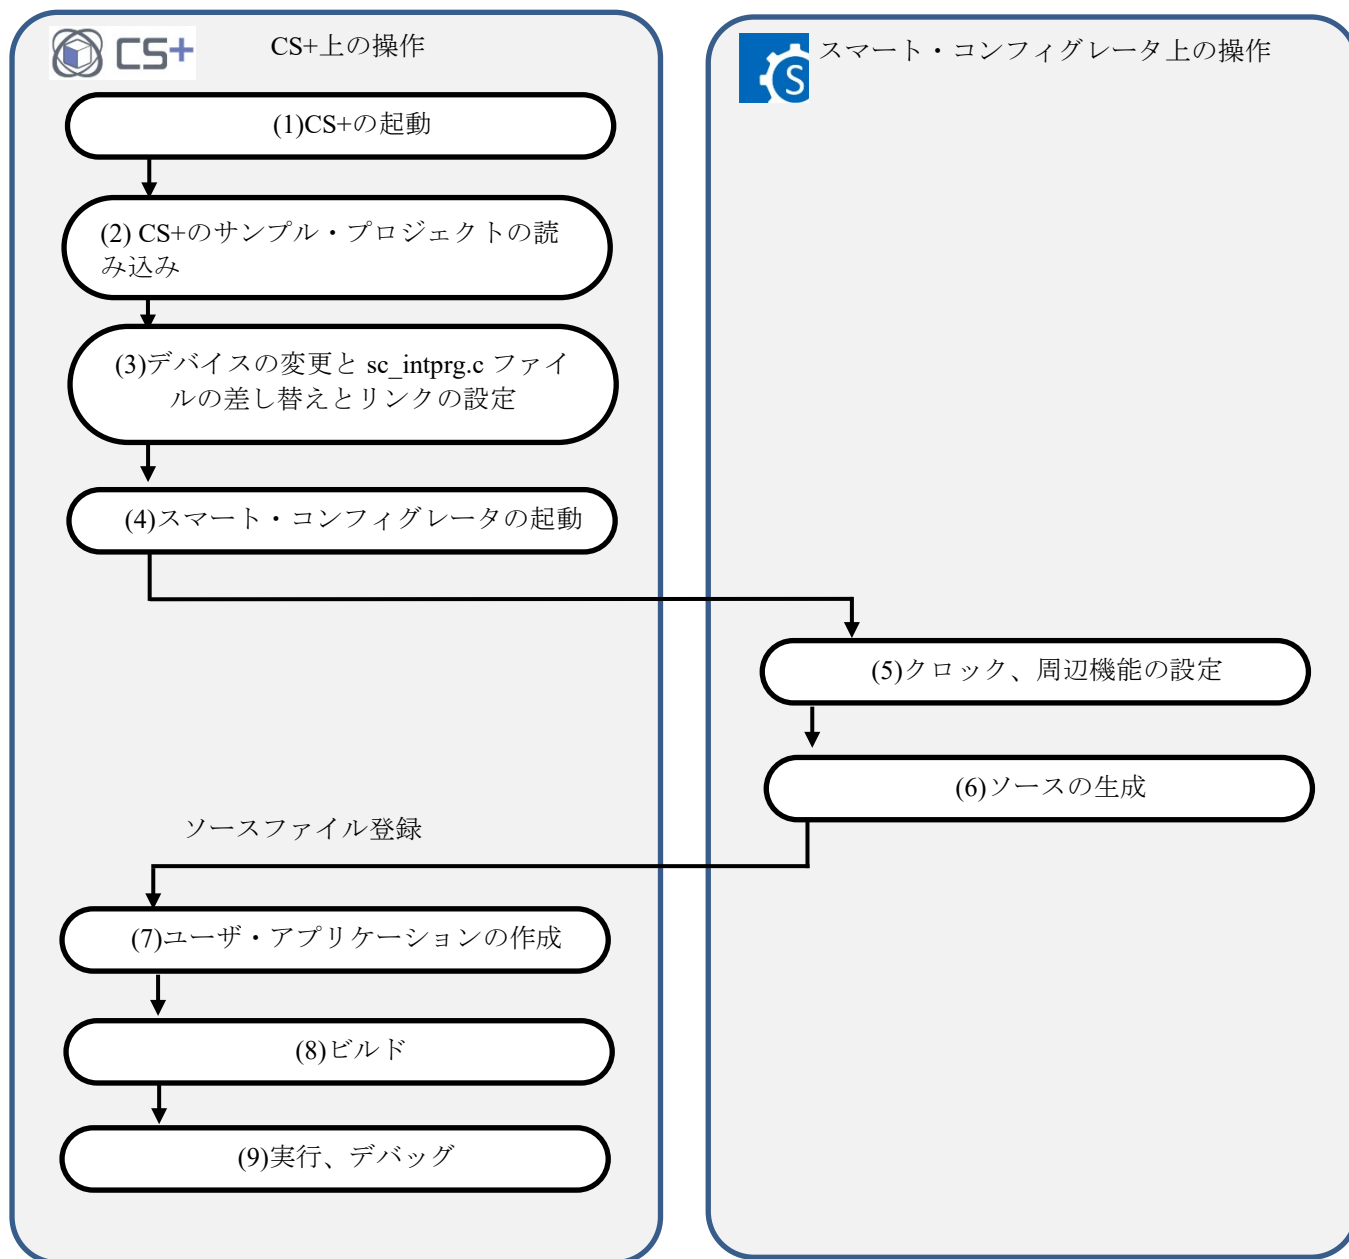 CS+
CS+上の操作
(1)CS+の起動
(2) CS+のサンプル・プロジェクトの読
み込み
(3)デバイスの変更と sc_intprg.c ファイ
ルの差し替えとリンクの設定
(4)スマート・コンフィグレータの起動
S
スマート・コンフィグレータ上の操作
(5)クロック、周辺機能の設定
(6)ソースの生成
ソースファイル登録
(7)ユーザ・アプリケーションの作成
(8)ビルド
(9)実行、デバッグ